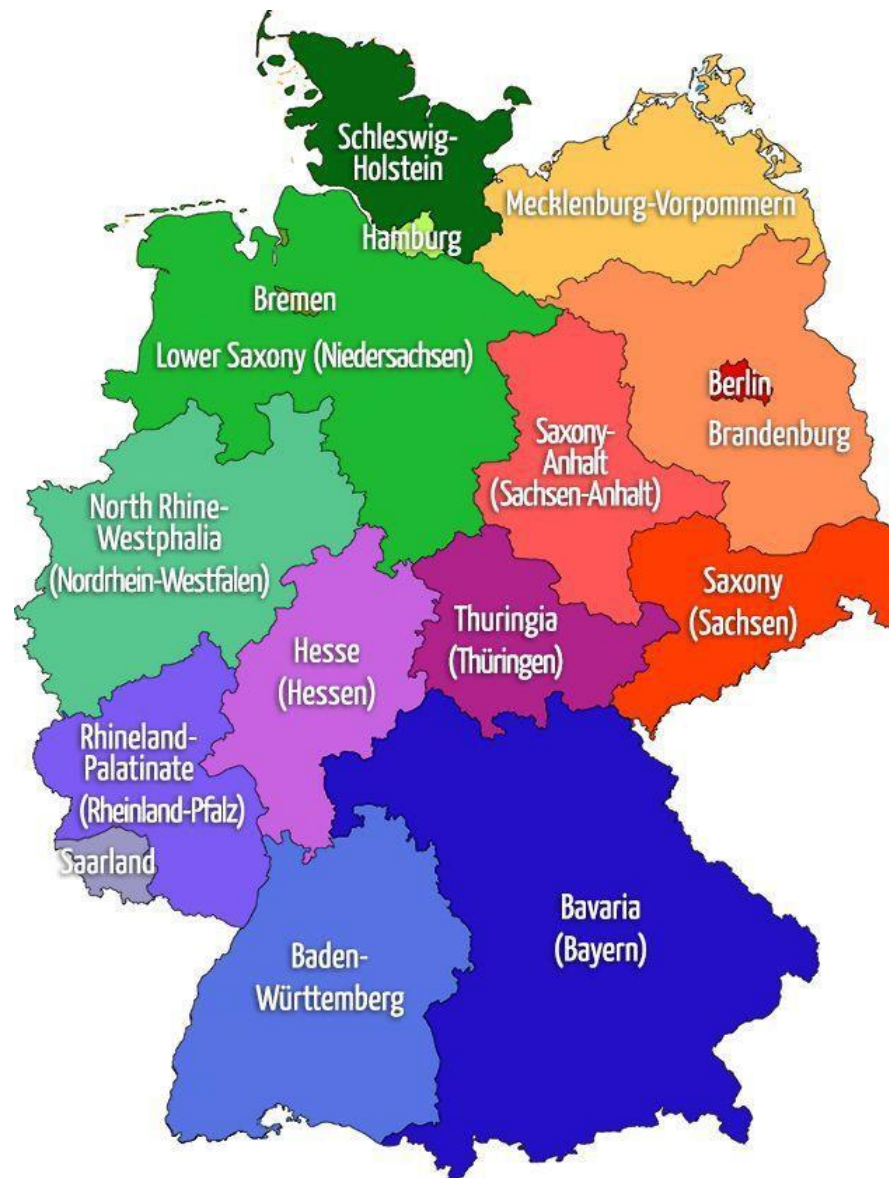 Schleswig-
Holstein
Mecklenburg-Vorpommern
Hamburg
Bremen
Lower Saxony (Niedersachsen)
Berlin
Brandenburg
Saxony-
Anhalt
(Sachsen-Anhalt)
North Rhine-
Westphalia
(Nordrhein-Westfalen)
Saxony
(Sachsen)
Thuringia
(Thüringen)
Hesse
(Hessen)
Rhineland-
Palatinate
(Rheinland-Pfalz)
Saarland
Bavaria
(Bayern)
Baden-
Württemberg